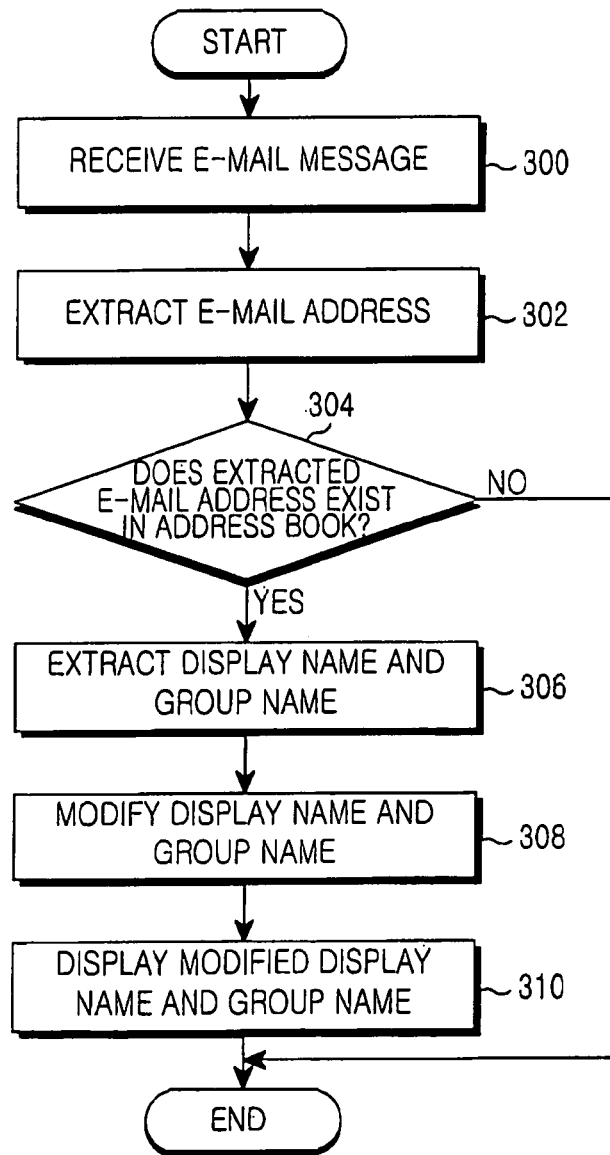 START
RECEIVE E-MAIL MESSAGE
300
EXTRACT E-MAIL ADDRESS
302
304
DOES EXTRACTED
E-MAIL ADDRESS EXIST
IN ADDRESS BOOK?
NO
YES
EXTRACT DISPLAY NAME AND
GROUP NAME
306
MODIFY DISPLAY NAME AND
GROUP NAME
308
DISPLAY MODIFIED DISPLAY
NAME AND GROUP NAME
310
END